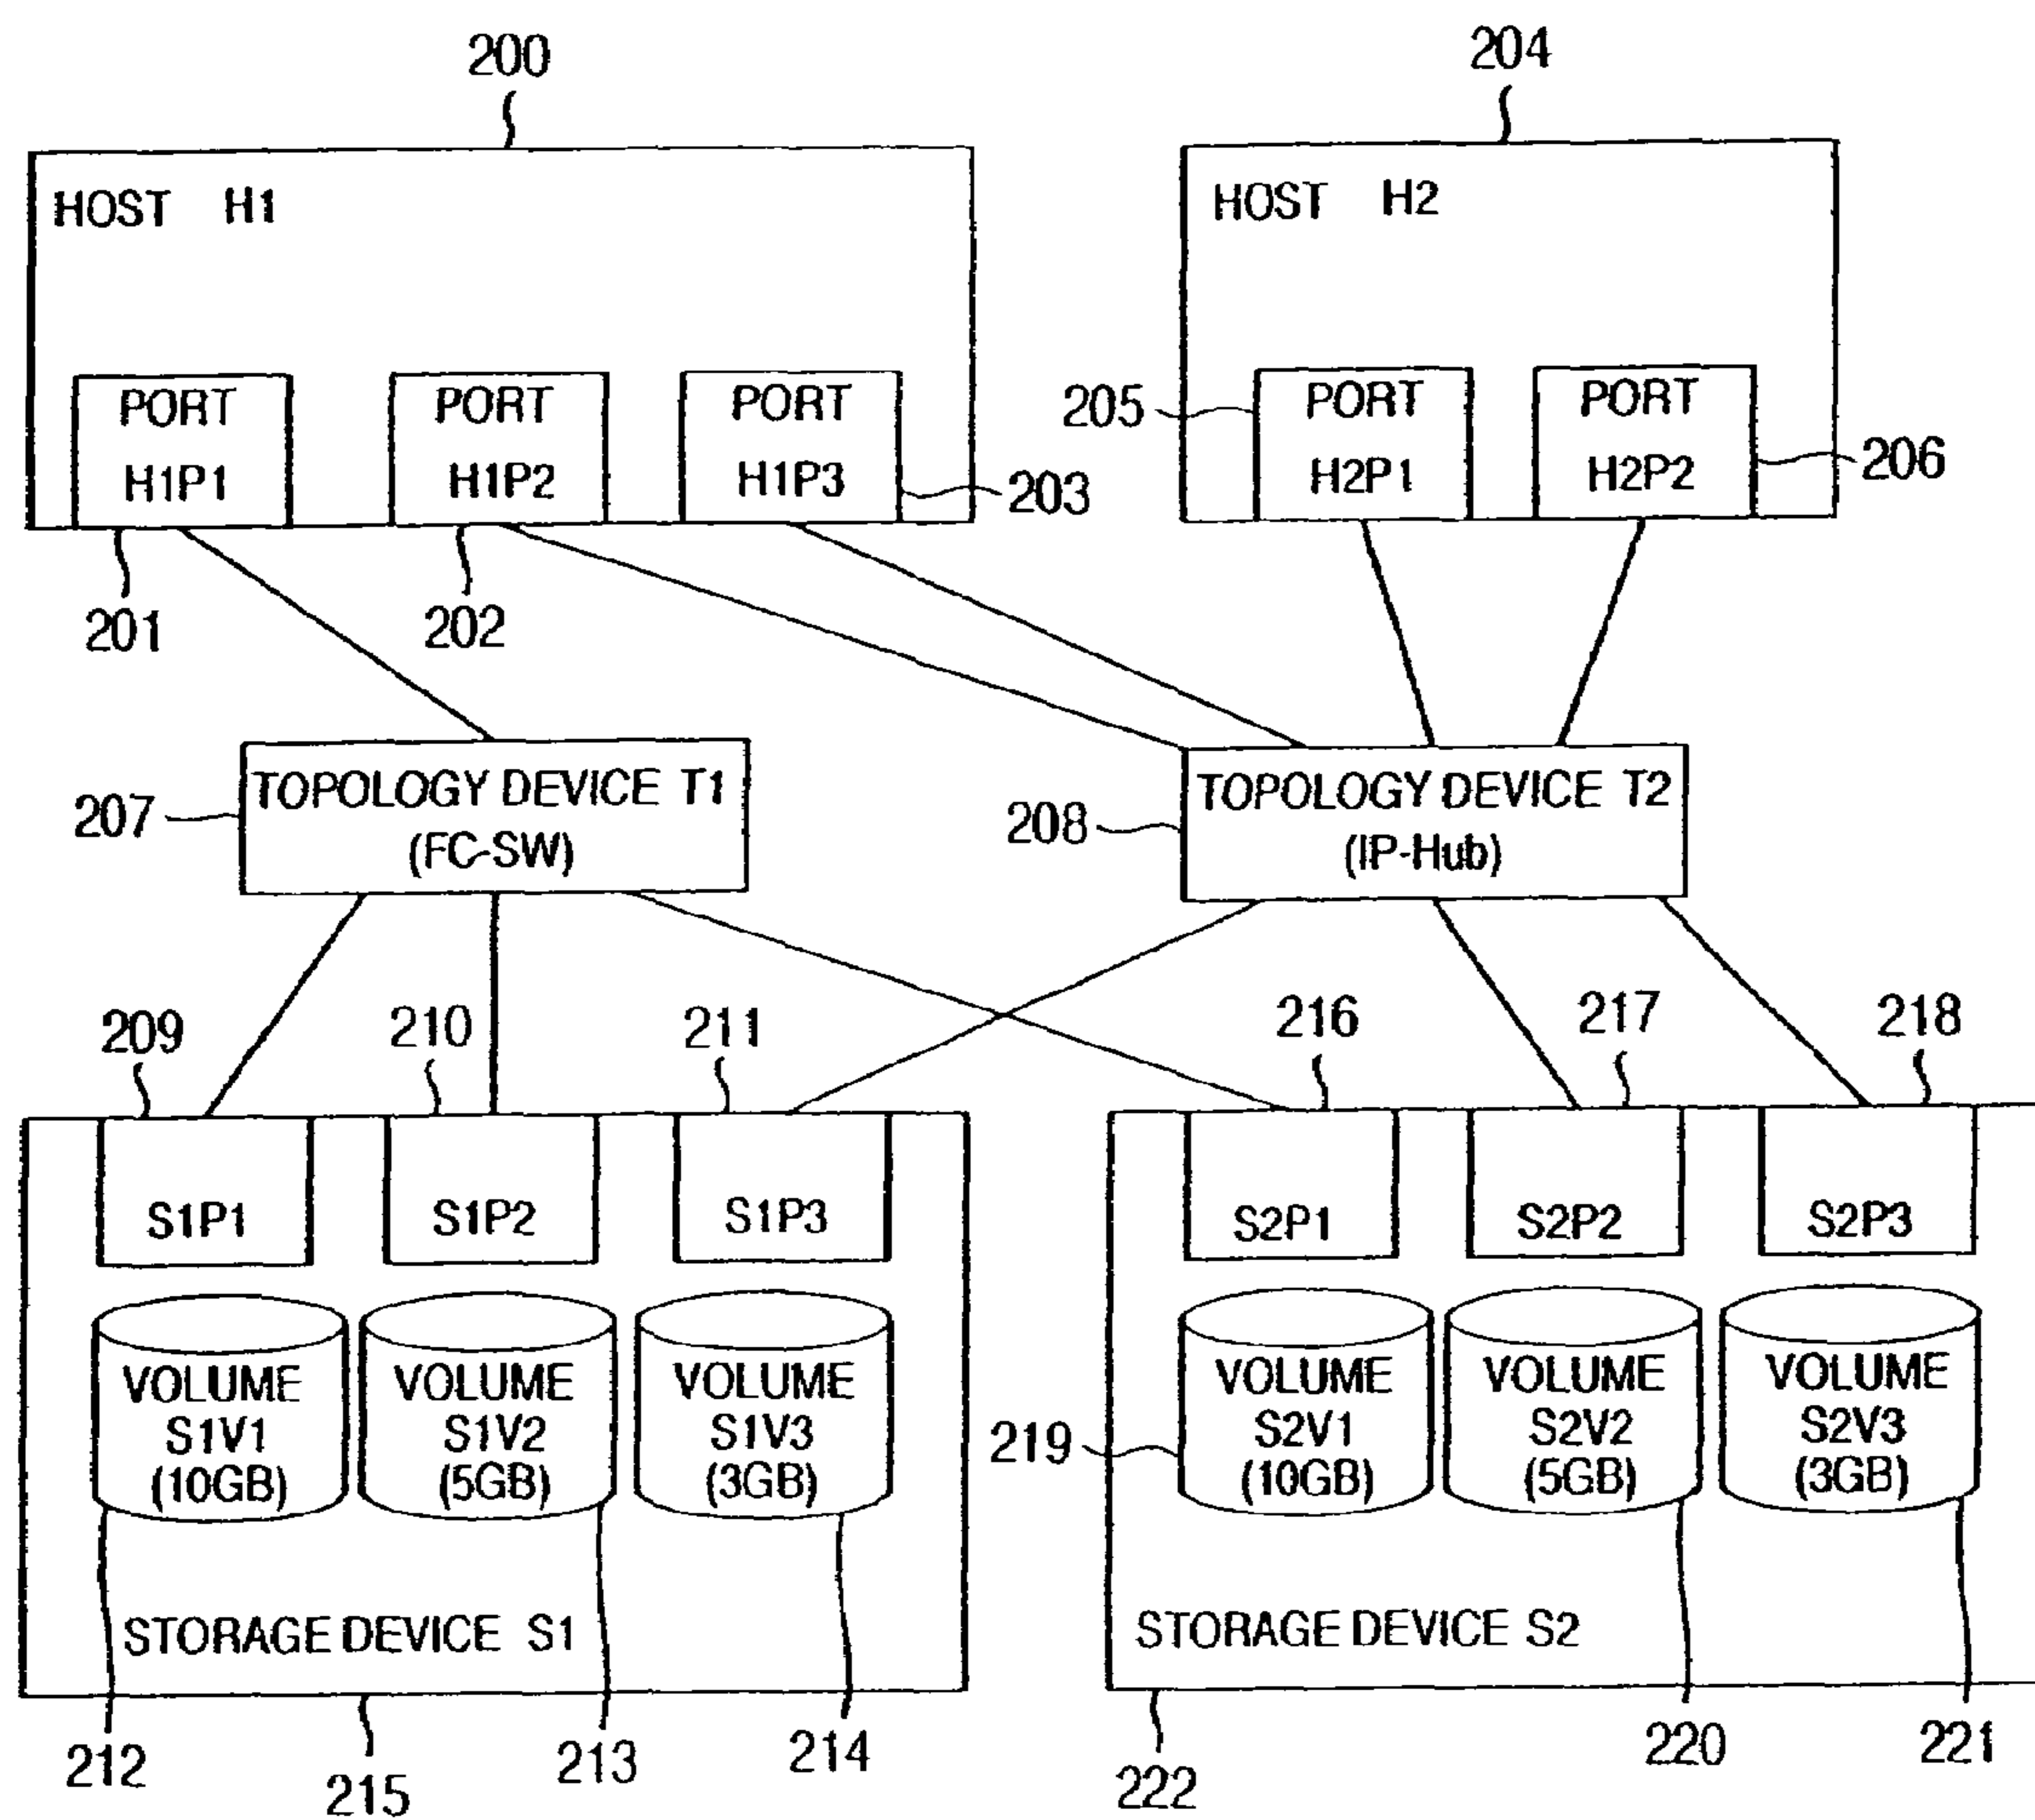 200
204
HOST H1
HOST H2
PORT
H1P1
PORT
H1P2
PORT
H1P3
203
205
PORT
H2P1
PORT
H2P2
206
201
202
207
TOPOLOGY DEVICE T1
(FC-SW)
208
TOPOLOGY DEVICE T2
(IP-Hub)
209
210
211
216
217
218
S1P1
S1P2
S1P3
S2P1
S2P2
S2P3
VOLUME
S1V1
(10GB)
VOLUME
S1V2
(5GB)
VOLUME
S1V3
(3GB)
219
VOLUME
S2V1
(10GB)
VOLUME
S2V2
(5GB)
VOLUME
S2V3
(3GB)
STORAGE DEVICE S1
STORAGE DEVICE S2
212
215
213
214
222
220
221